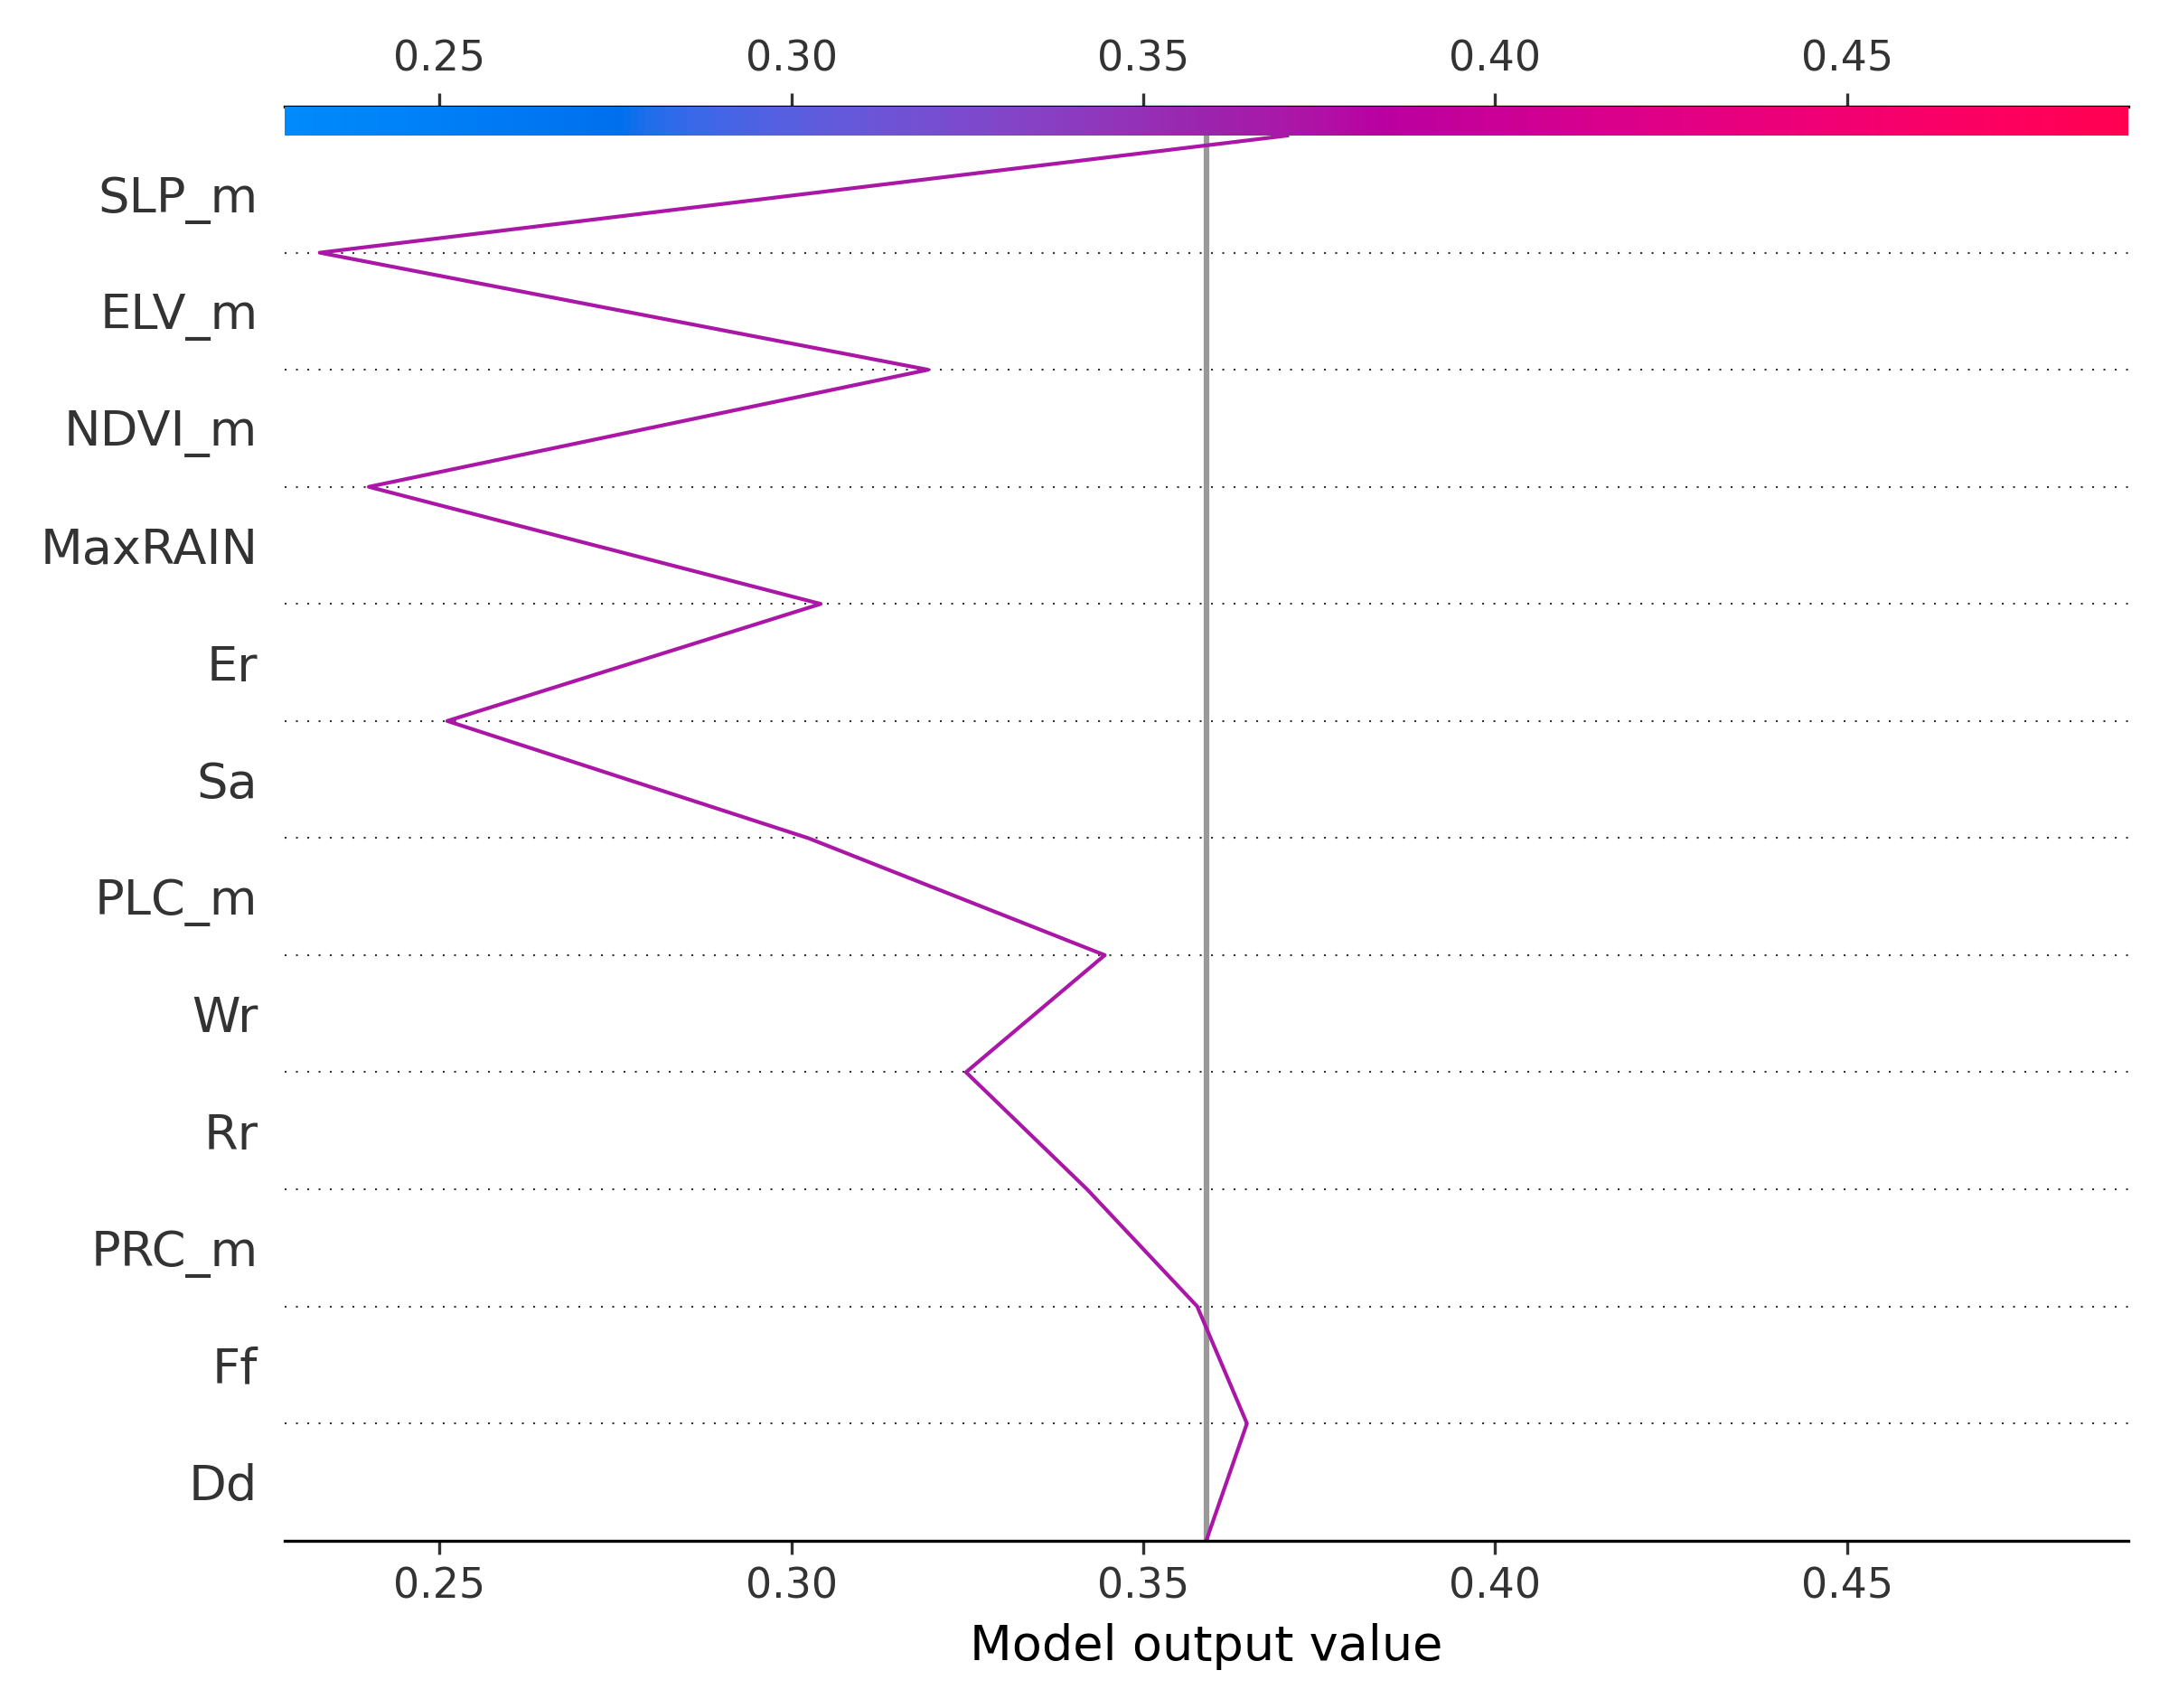 0.25 0.30 0.35 0.40 0.45
SLP_m
ELV_m
NDVI_m
MaxRAIN
Er
Sa
PLC_m
Wr
Rr
PRC_m
Ff
Dd
0.25 0.30 0.35 0.40 0.45
Model output value